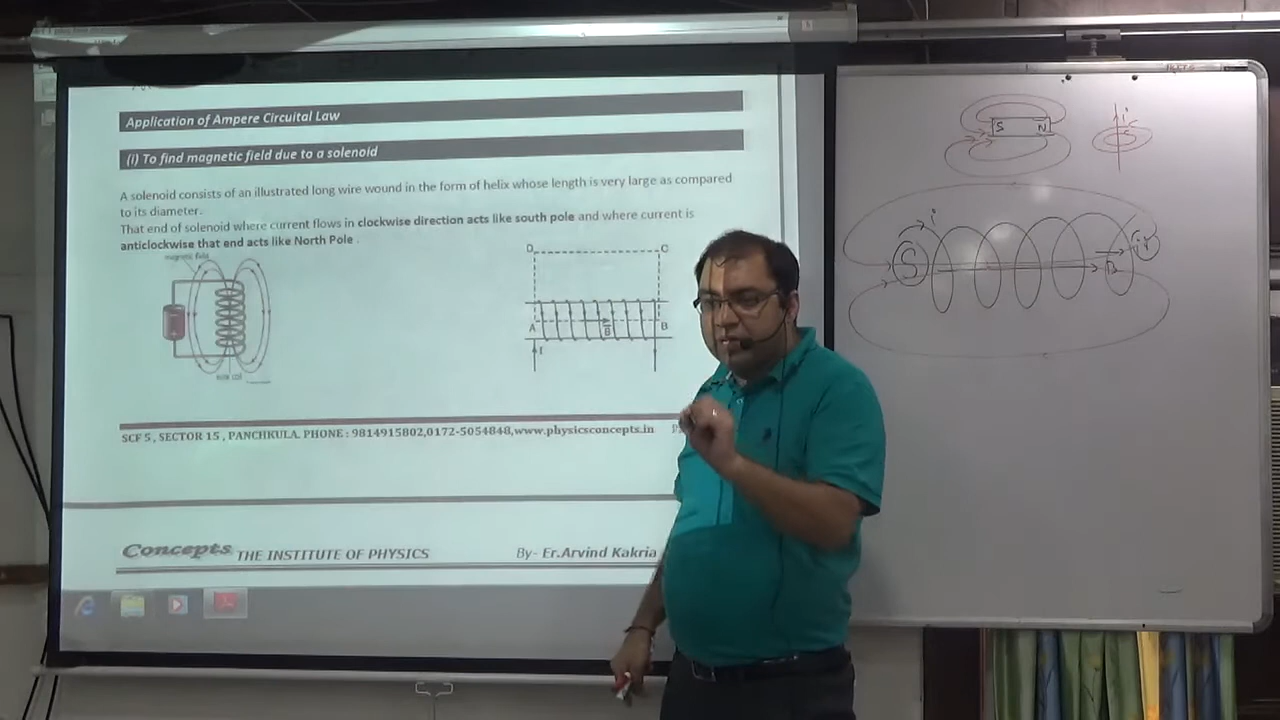 Application of Ampere Circuital Law
(i) To find magnetic field due to a solenoid
A solenoid consists of an illustrated long wire wound in the form of helix whose length is very large as compared
to its diameter.
That end of solenoid where current flows in clockwise direction acts like south pole and where current is
anticlockwise that end acts like North Pole .
magnetic field
D C
A B B
I
SCF 5 , SECTOR 15 , PANCHKULA. PHONE : 9814915802,0172-5054848,www.physicsconcepts.in
Concepts THE INSTITUTE OF PHYSICS By- Er.Arvind Kakria
S N i
i
S B